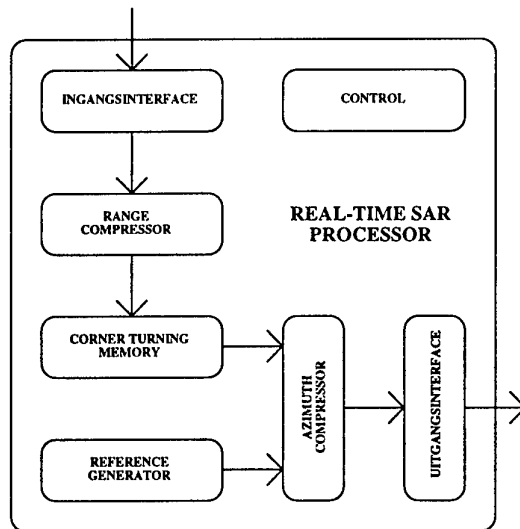 INGANGSINTERFACE
CONTROL
RANGE
COMPRESSOR
REAL-TIME SAR
PROCESSOR
CORNER TURNING
MEMORY
AZIMUTH
COMPRESSOR
UITGANGSINTERFACE
REFERENCE
GENERATOR